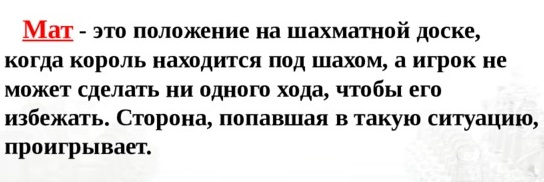 Мат - это положение на шахматной доске,
когда король находится под шахом, а игрок не
может сделать ни одного хода, чтобы его
избежать. Сторона, попавшая в такую ситуацию,
проигрывает.